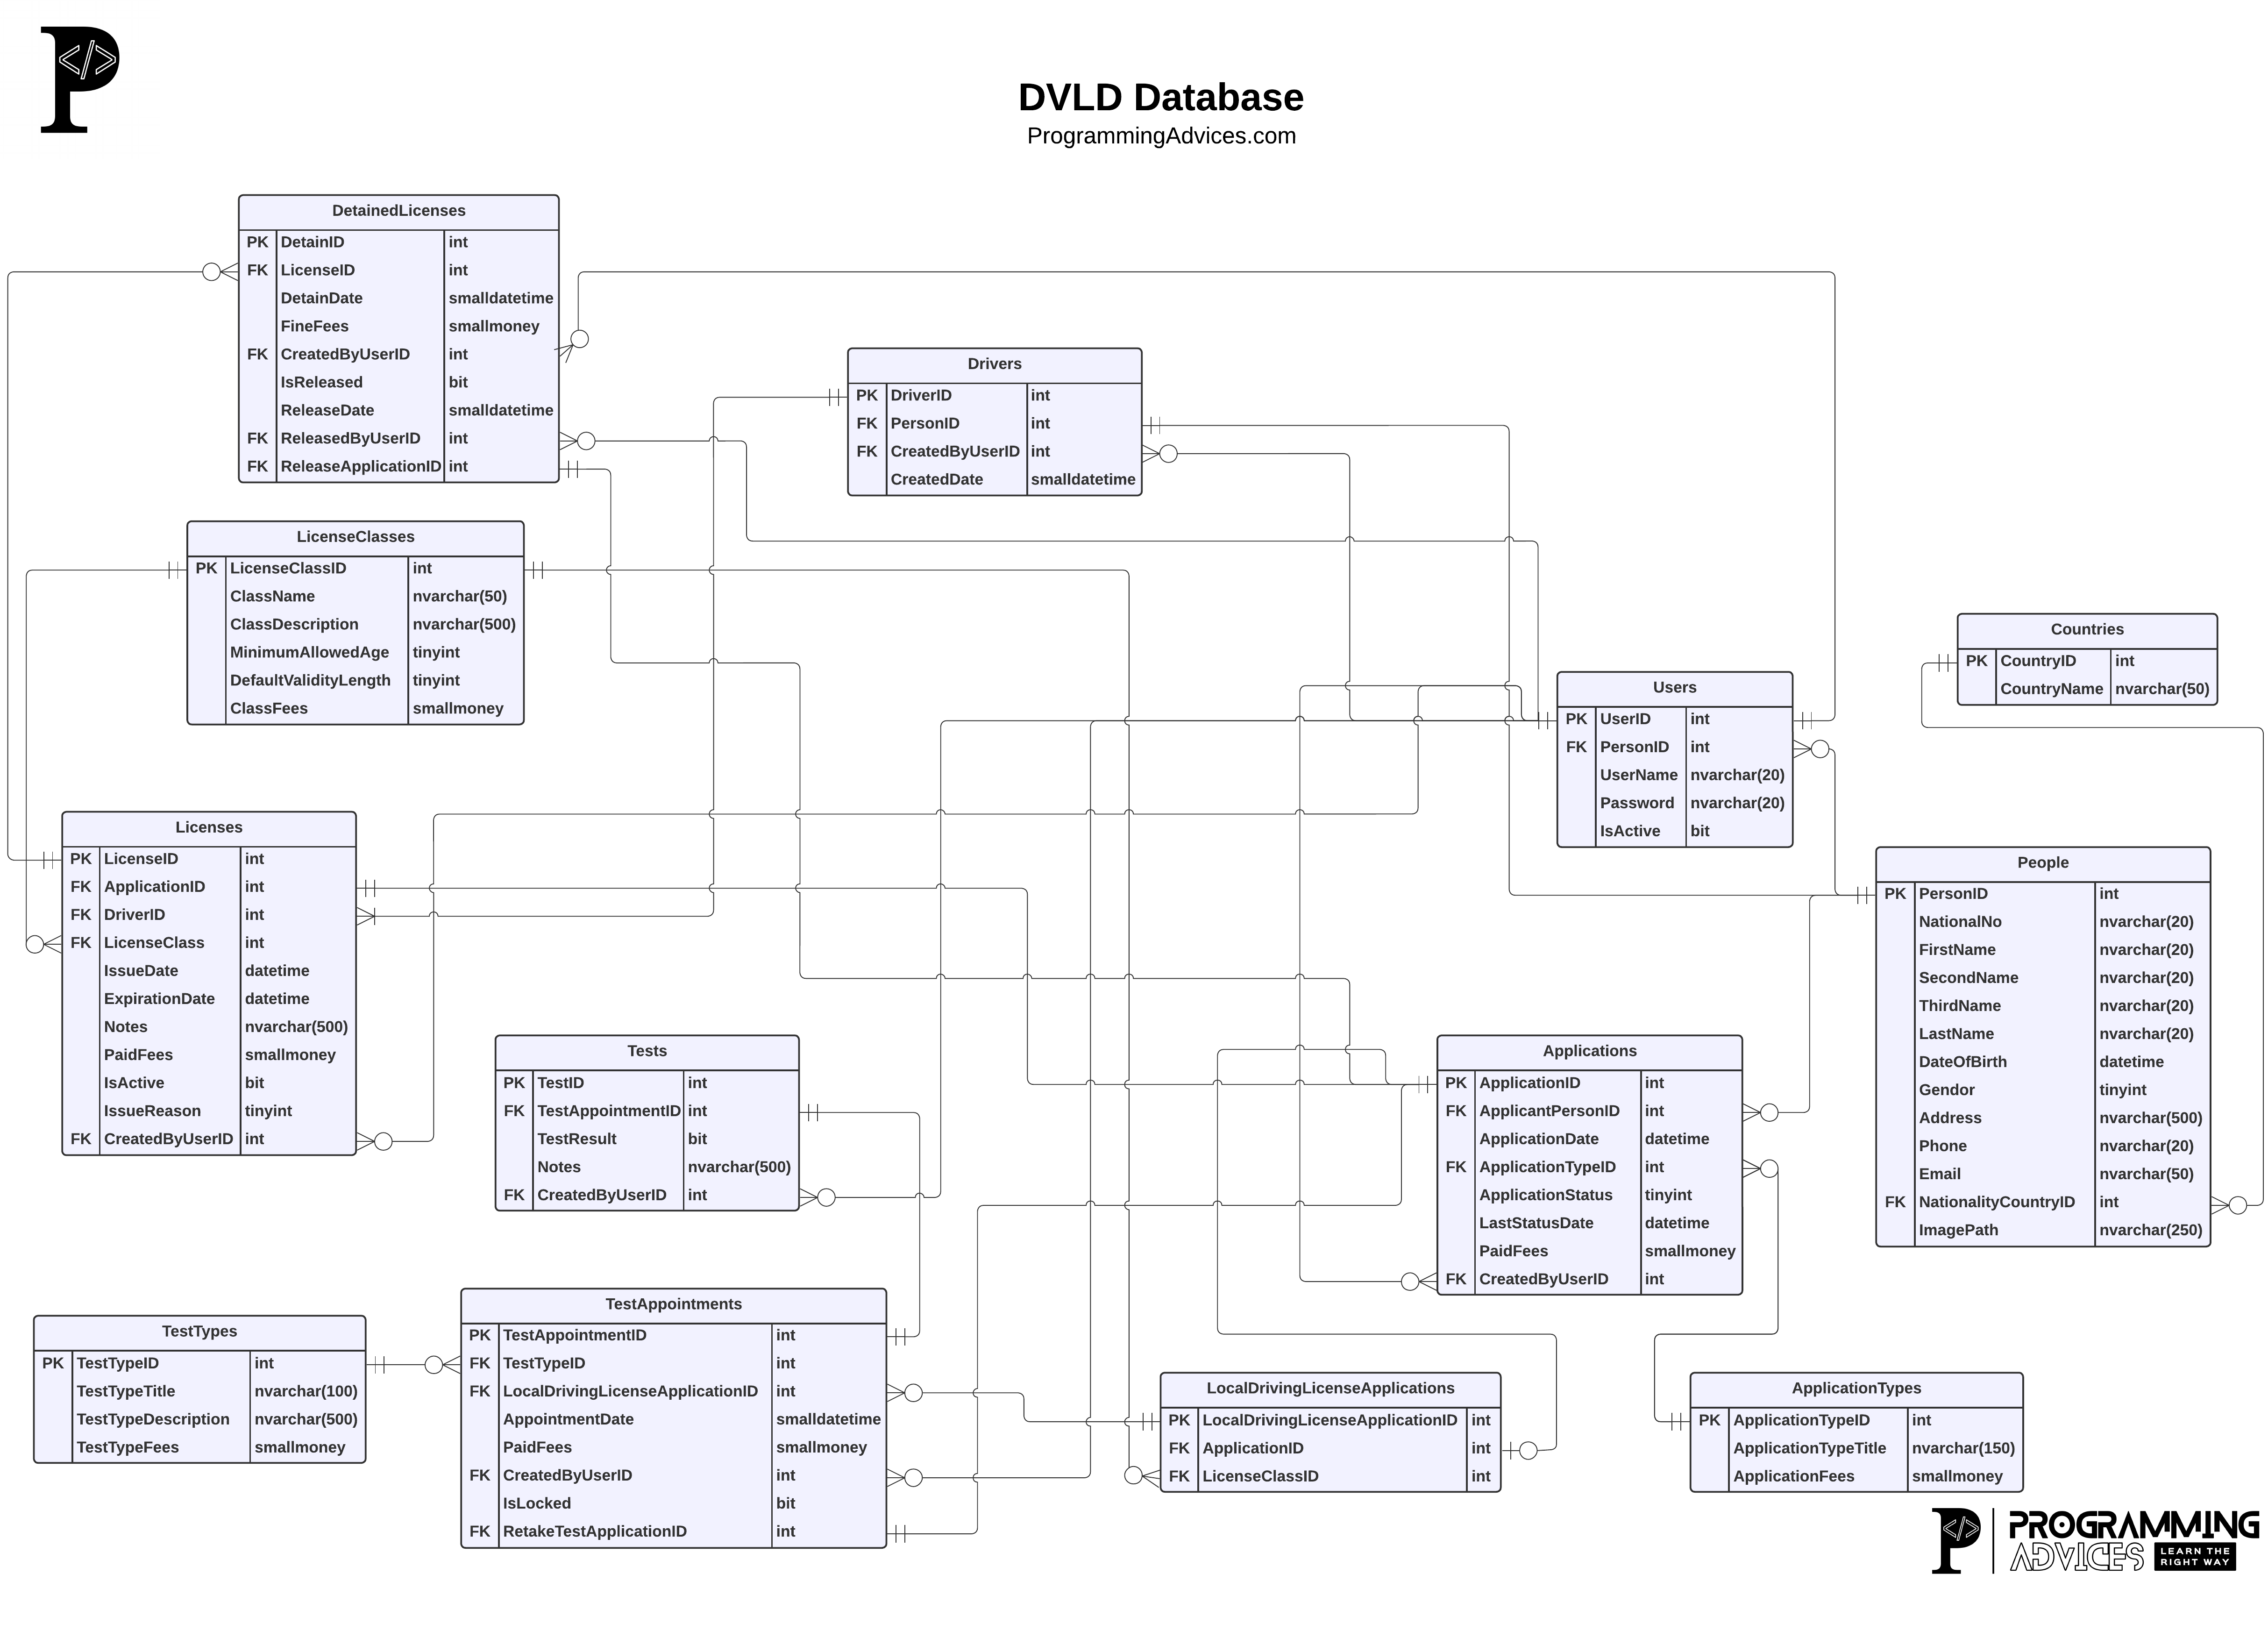 </>
DVLD Database
ProgrammingAdvices.com
DetainedLicenses
PK DetainID int
FK LicenseID int
DetainDate smalldatetime
FineFees smallmoney
FK CreatedByUserID int
IsReleased bit
ReleaseDate smalldatetime
FK ReleasedByUserID int
FK ReleaseApplicationID int
Drivers
PK DriverID int
FK PersonID int
FK CreatedByUserID int
CreatedDate smalldatetime
LicenseClasses
PK LicenseClassID int
ClassName nvarchar(50)
ClassDescription nvarchar(500)
MinimumAllowedAge tinyint
DefaultValidityLength tinyint
ClassFees smallmoney
Countries
PK CountryID int
CountryName nvarchar(50)
Users
PK UserID int
FK PersonID int
UserName nvarchar(20)
Password nvarchar(20)
IsActive bit
Licenses
PK LicenseID int
FK ApplicationID int
FK DriverID int
FK LicenseClass int
IssueDate datetime
ExpirationDate datetime
Notes nvarchar(500)
PaidFees smallmoney
IsActive bit
IssueReason tinyint
FK CreatedByUserID int
People
PK PersonID int
NationalNo nvarchar(20)
FirstName nvarchar(20)
SecondName nvarchar(20)
ThirdName nvarchar(20)
LastName nvarchar(20)
DateOfBirth datetime
Gendor tinyint
Address nvarchar(500)
Phone nvarchar(20)
Email nvarchar(50)
FK NationalityCountryID int
ImagePath nvarchar(250)
Tests
PK TestID int
FK TestAppointmentID int
TestResult bit
Notes nvarchar(500)
FK CreatedByUserID int
Applications
PK ApplicationID int
FK ApplicantPersonID int
ApplicationDate datetime
FK ApplicationTypeID int
ApplicationStatus tinyint
LastStatusDate datetime
PaidFees smallmoney
FK CreatedByUserID int
TestTypes
PK TestTypeID int
TestTypeTitle nvarchar(100)
TestTypeDescription nvarchar(500)
TestTypeFees smallmoney
TestAppointments
PK TestAppointmentID int
FK TestTypeID int
FK LocalDrivingLicenseApplicationID int
AppointmentDate smalldatetime
PaidFees smallmoney
FK CreatedByUserID int
IsLocked bit
FK RetakeTestApplicationID int
LocalDrivingLicenseApplications
PK LocalDrivingLicenseApplicationID int
FK ApplicationID int
FK LicenseClassID int
ApplicationTypes
PK ApplicationTypeID int
ApplicationTypeTitle nvarchar(150)
ApplicationFees smallmoney
</>
PROGRAMMING
ADVICES
LEARN THE
RIGHT WAY